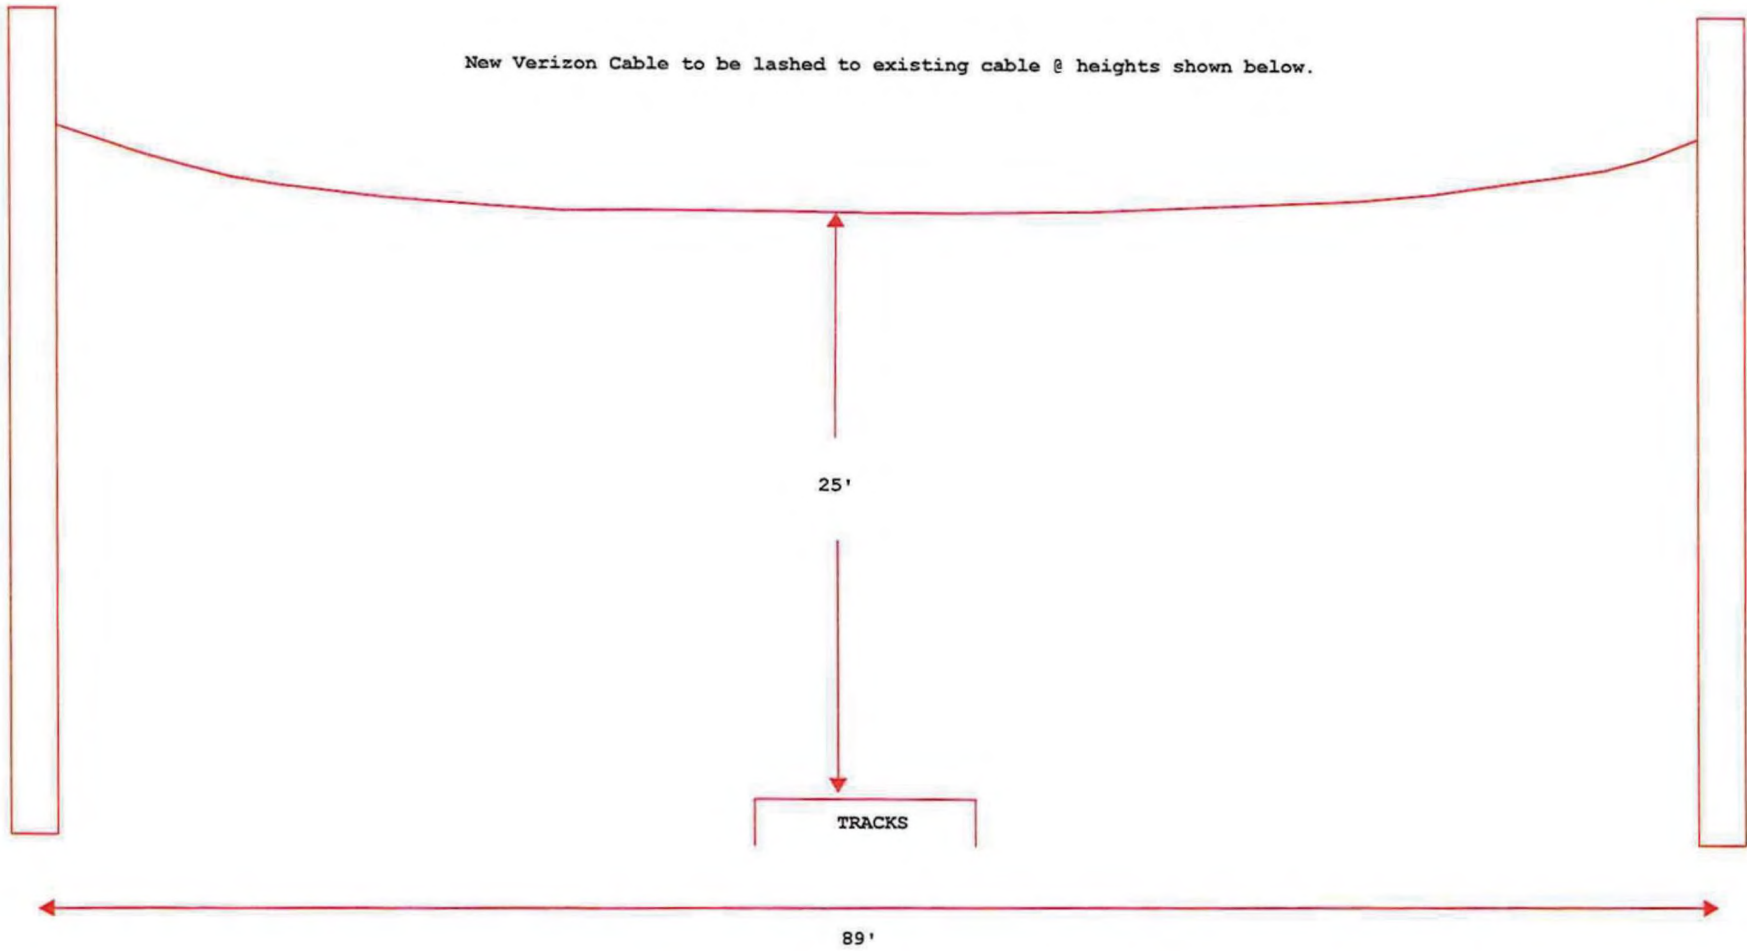 New Verizon Cable to be lashed to existing cable @ heights shown below.
25'
TRACKS
89'